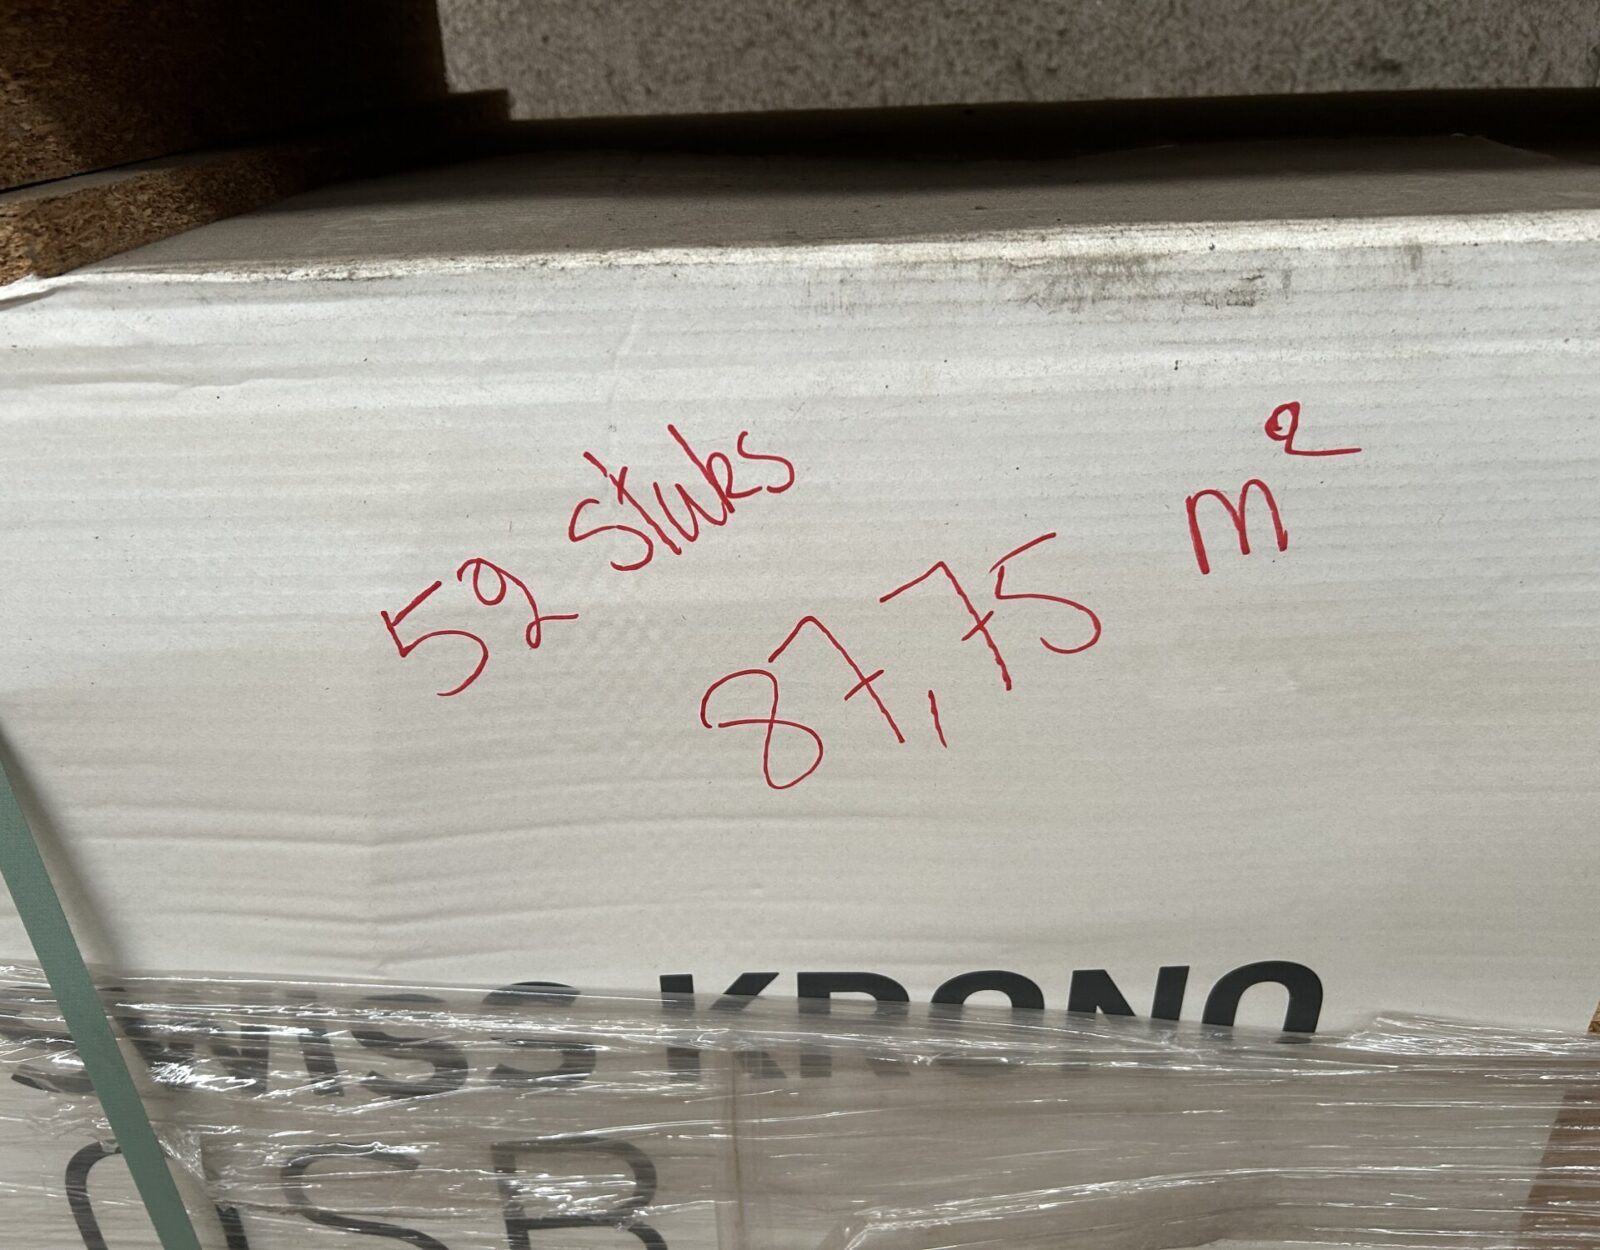 52 stuks
87,75 m²
SWISS KRONO
OSB